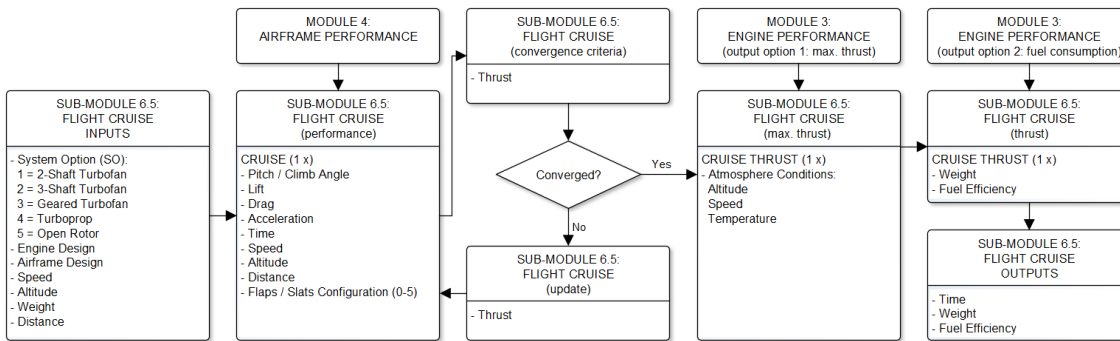 SUB-MODULE 6.5:
FLIGHT CRUISE
INPUTS
- System Option (SO):
1 = 2-Shaft Turbofan
2 = 3-Shaft Turbofan
3 = Geared Turbofan
4 = Turboprop
5 = Open Rotor
- Engine Design
- Airframe Design
- Speed
- Altitude
- Weight
- Distance
MODULE 4:
AIRFRAME PERFORMANCE
SUB-MODULE 6.5:
FLIGHT CRUISE
(performance)
CRUISE (1 x)
- Pitch / Climb Angle
- Lift
- Drag
- Acceleration
- Time
- Speed
- Altitude
- Distance
- Flaps / Slats Configuration (0-5)
SUB-MODULE 6.5:
FLIGHT CRUISE
(convergence criteria)
- Thrust
Converged?
Yes
No
SUB-MODULE 6.5:
FLIGHT CRUISE
(update)
- Thrust
MODULE 3:
ENGINE PERFORMANCE
(output option 1: max. thrust)
SUB-MODULE 6.5:
FLIGHT CRUISE
(max. thrust)
CRUISE THRUST (1 x)
- Atmosphere Conditions:
Altitude
Speed
Temperature
MODULE 3:
ENGINE PERFORMANCE
(output option 2: fuel consumption)
SUB-MODULE 6.5:
FLIGHT CRUISE
(thrust)
CRUISE THRUST (1 x)
- Weight
- Fuel Efficiency
SUB-MODULE 6.5:
FLIGHT CRUISE
OUTPUTS
- Time
- Weight
- Fuel Efficiency